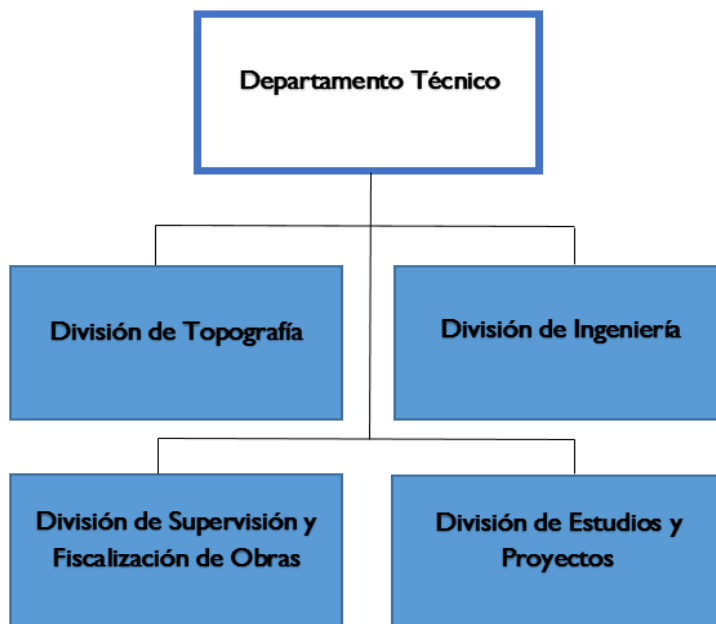 Departamento Técnico
División de Topografía
División de Ingeniería
División de Supervisión y
Fiscalización de Obras
División de Estudios y
Proyectos